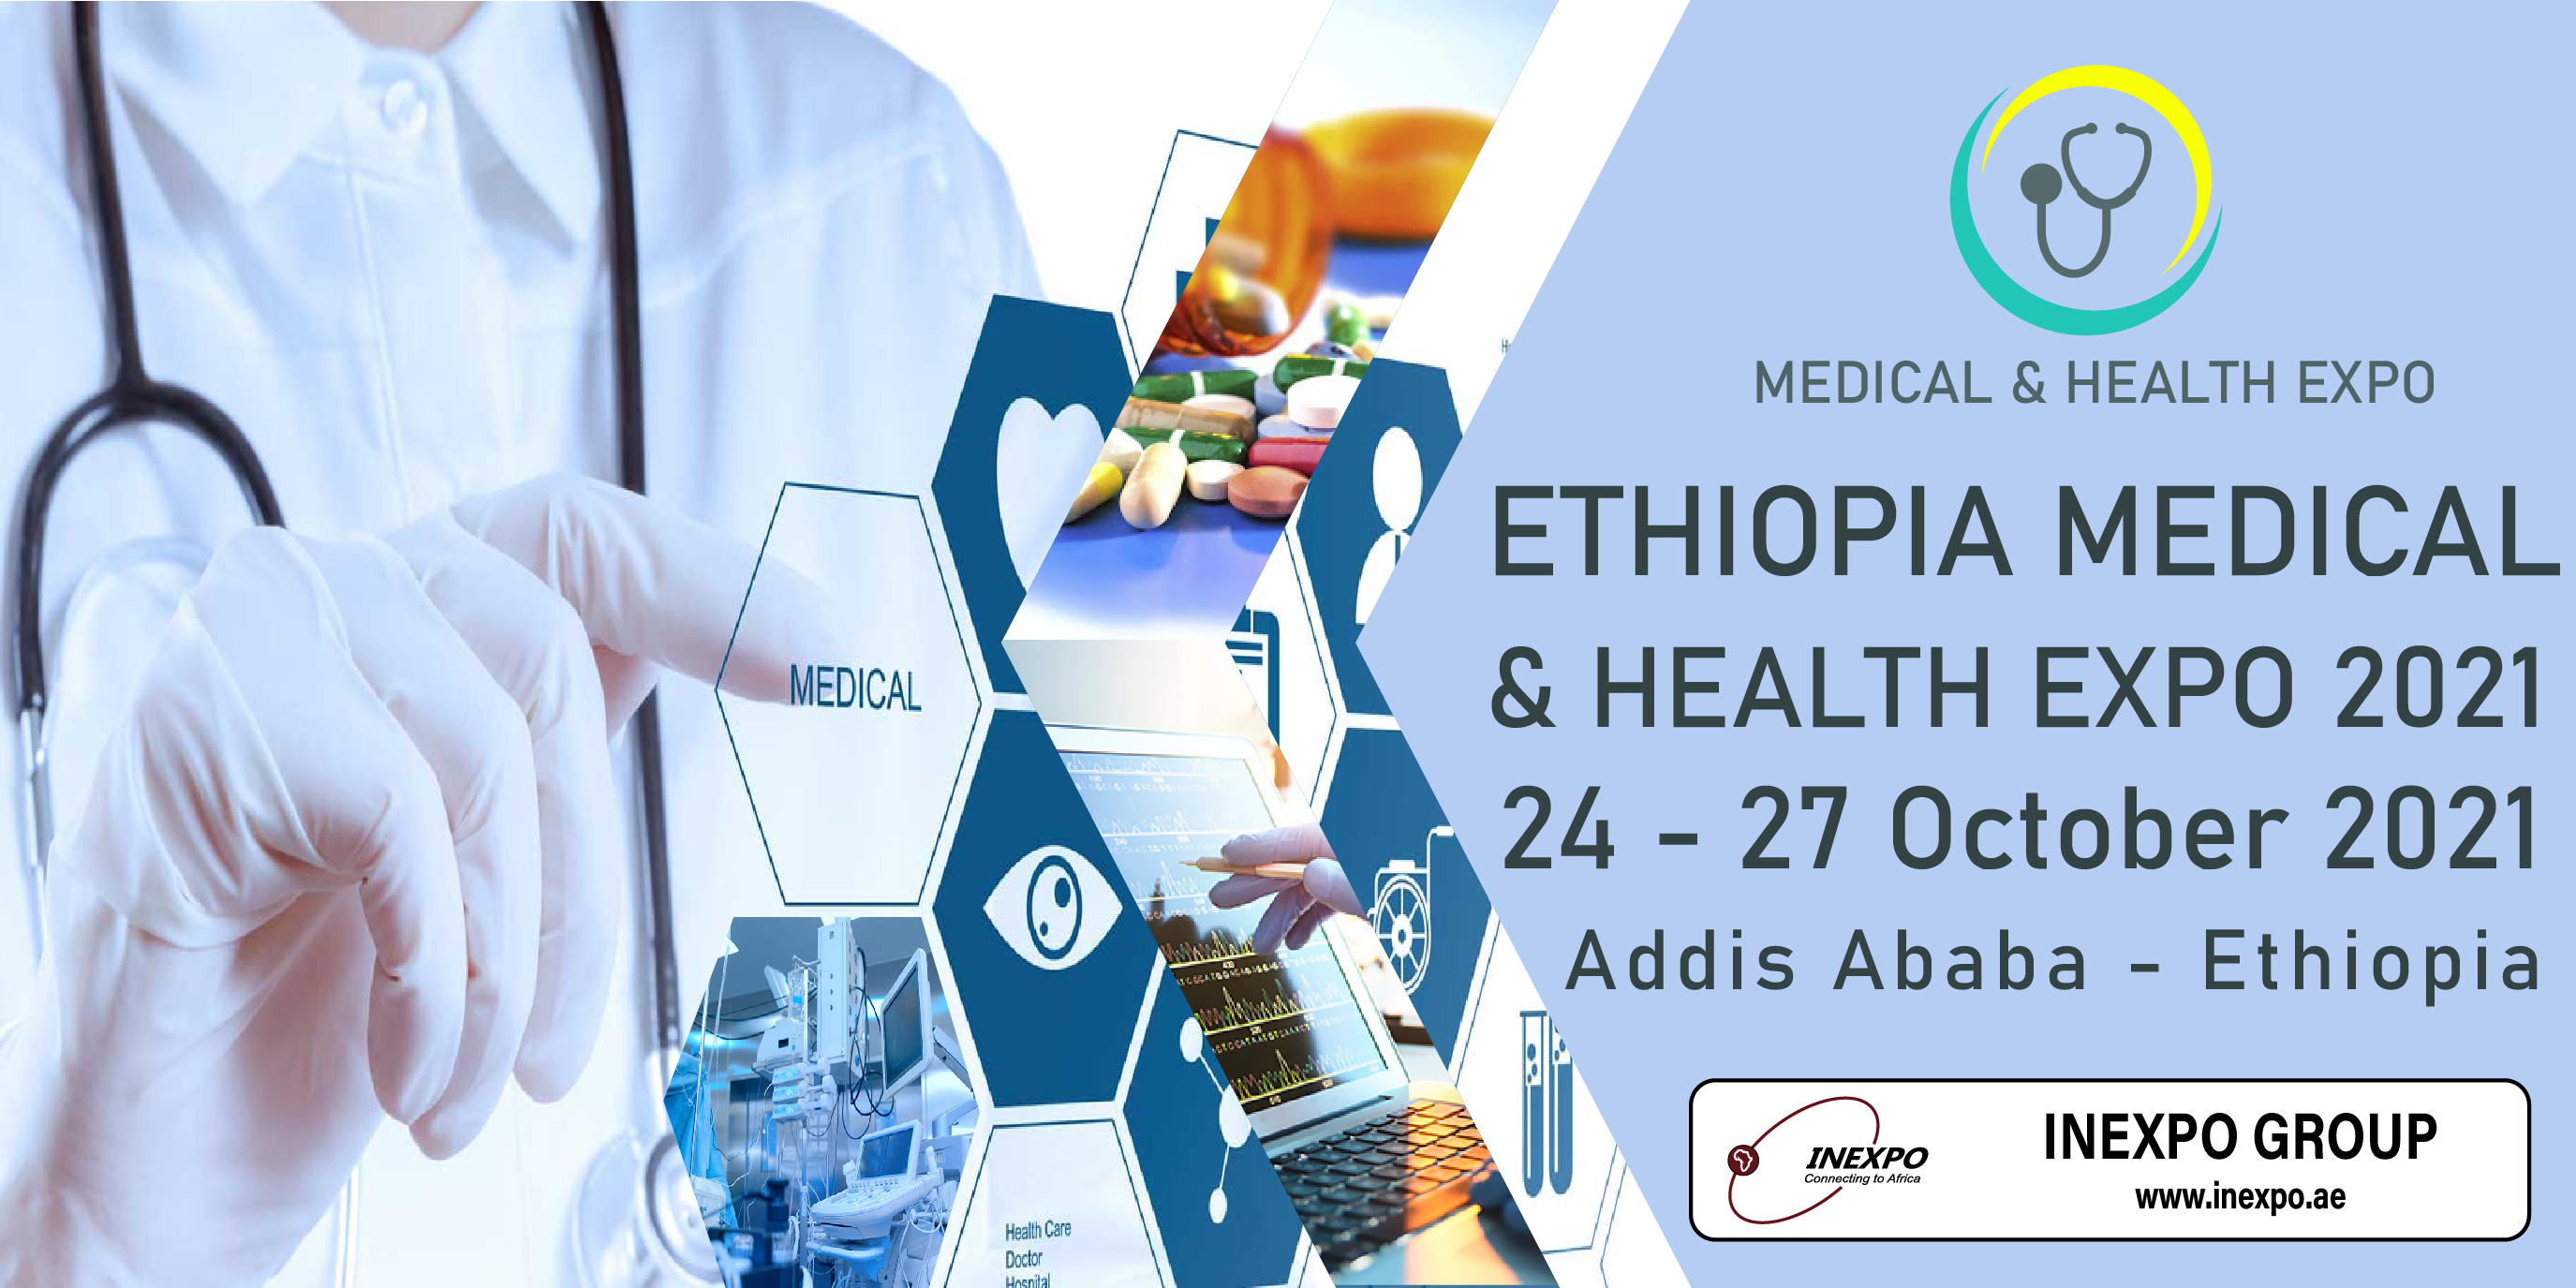 MEDICAL & HEALTH EXPO
ETHIOPIA MEDICAL
& HEALTH EXPO 2021
24 - 27 October 2021
Addis Ababa - Ethiopia
INEXPO
Connecting to Africa
INEXPO GROUP
www.inexpo.ae
MEDICAL
Health Care
Doctor
Hospital